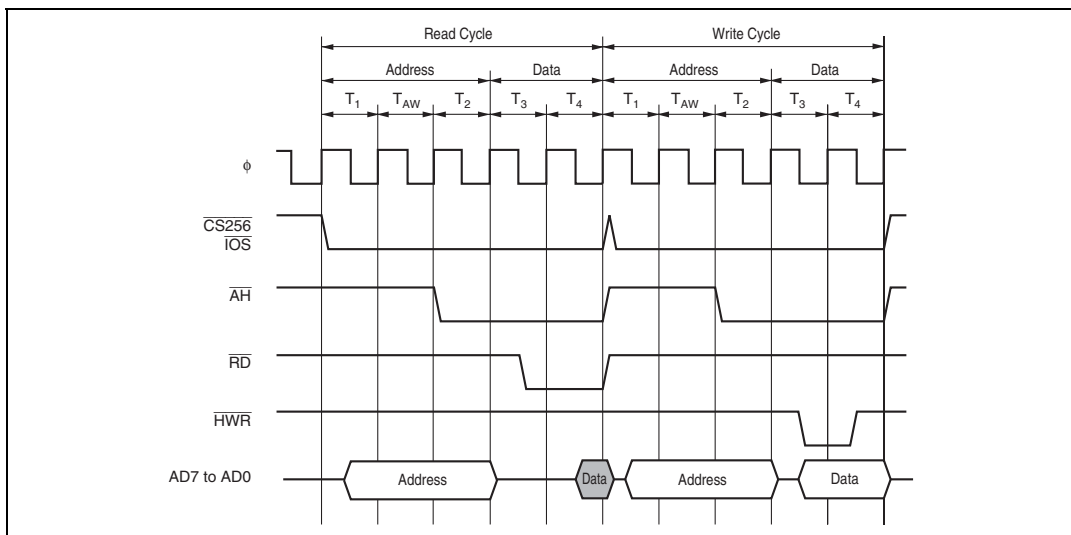 Read Cycle Write Cycle
Address Data Address Data
T1 TAW T2 T3 T4 T1 TAW T2 T3 T4
ϕ
CS256
IOS
AH
RD
HWR
AD7 to AD0 Address Data Address Data